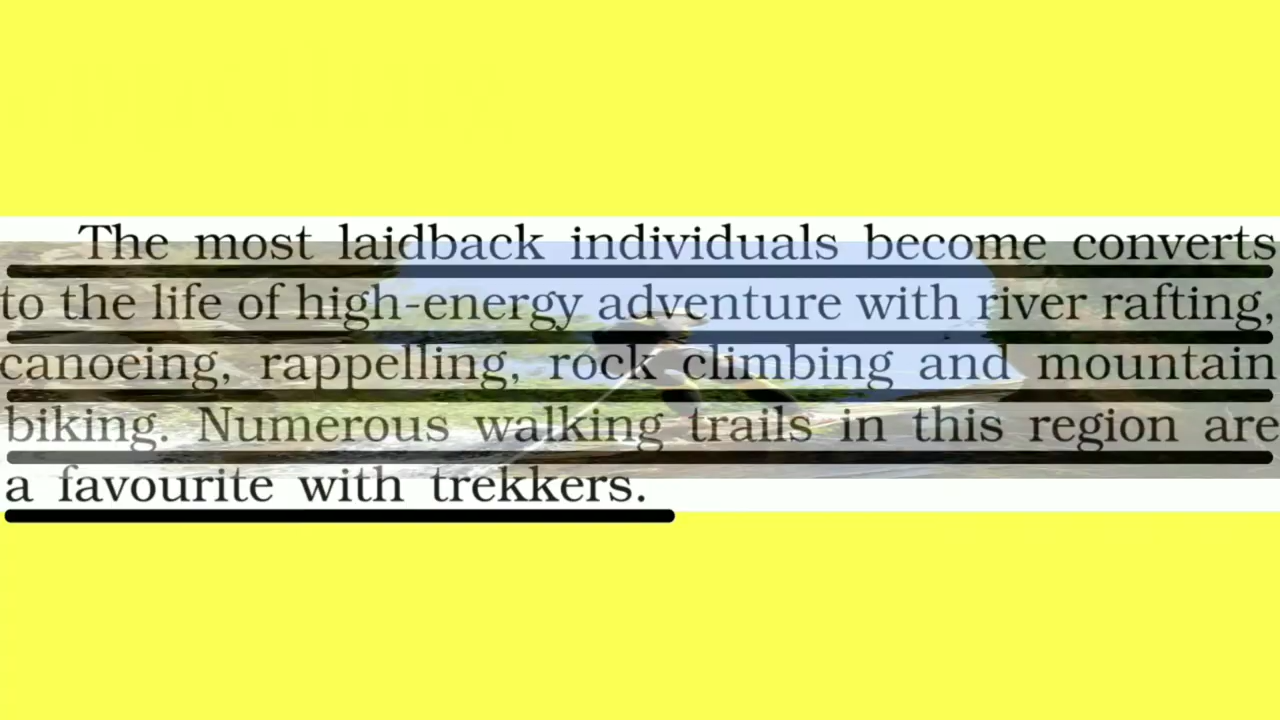 The most laidback individuals become converts
to the life of high-energy adventure with river rafting,
canoeing, rappelling, rock climbing and mountain
biking. Numerous walking trails in this region are
a favourite with trekkers.